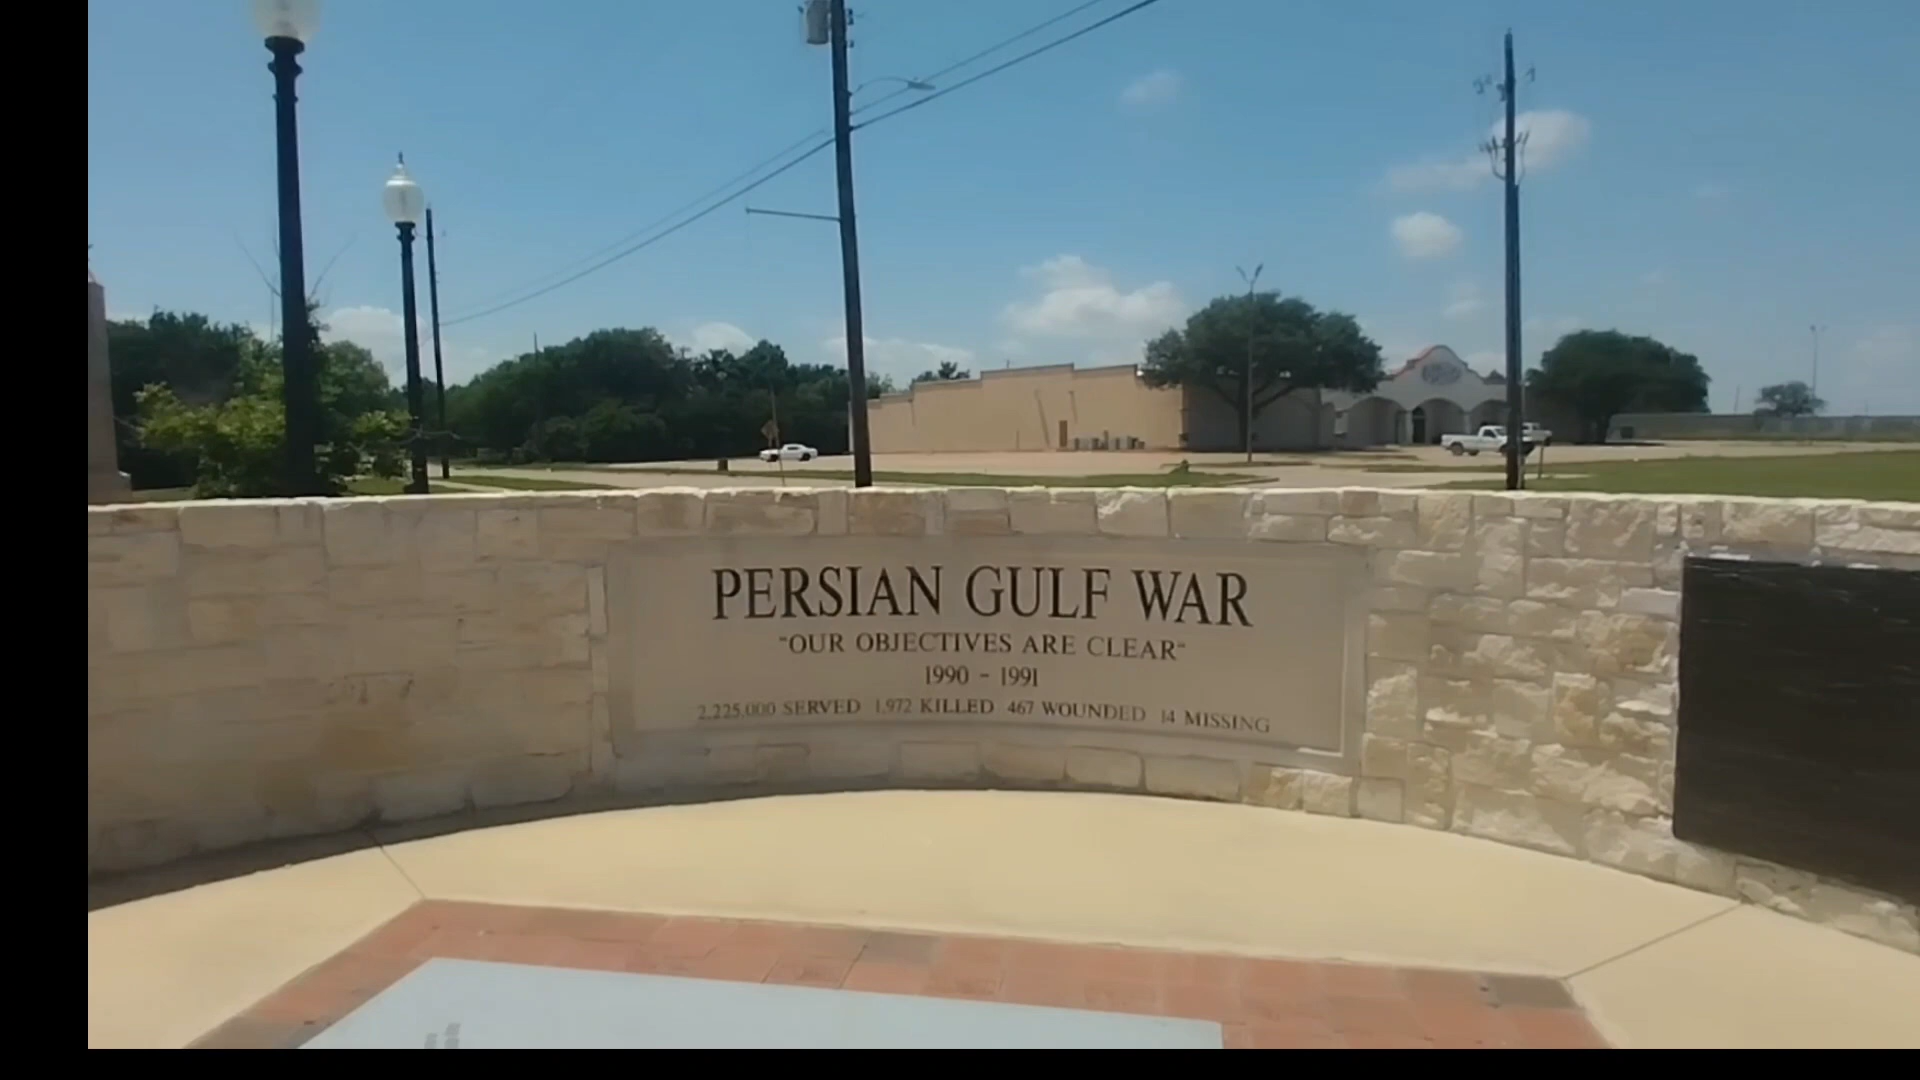 PERSIAN GULF WAR
"OUR OBJECTIVES ARE CLEAR"
1990 - 1991
2,225,000 SERVED 1,972 KILLED 467 WOUNDED 14 MISSING